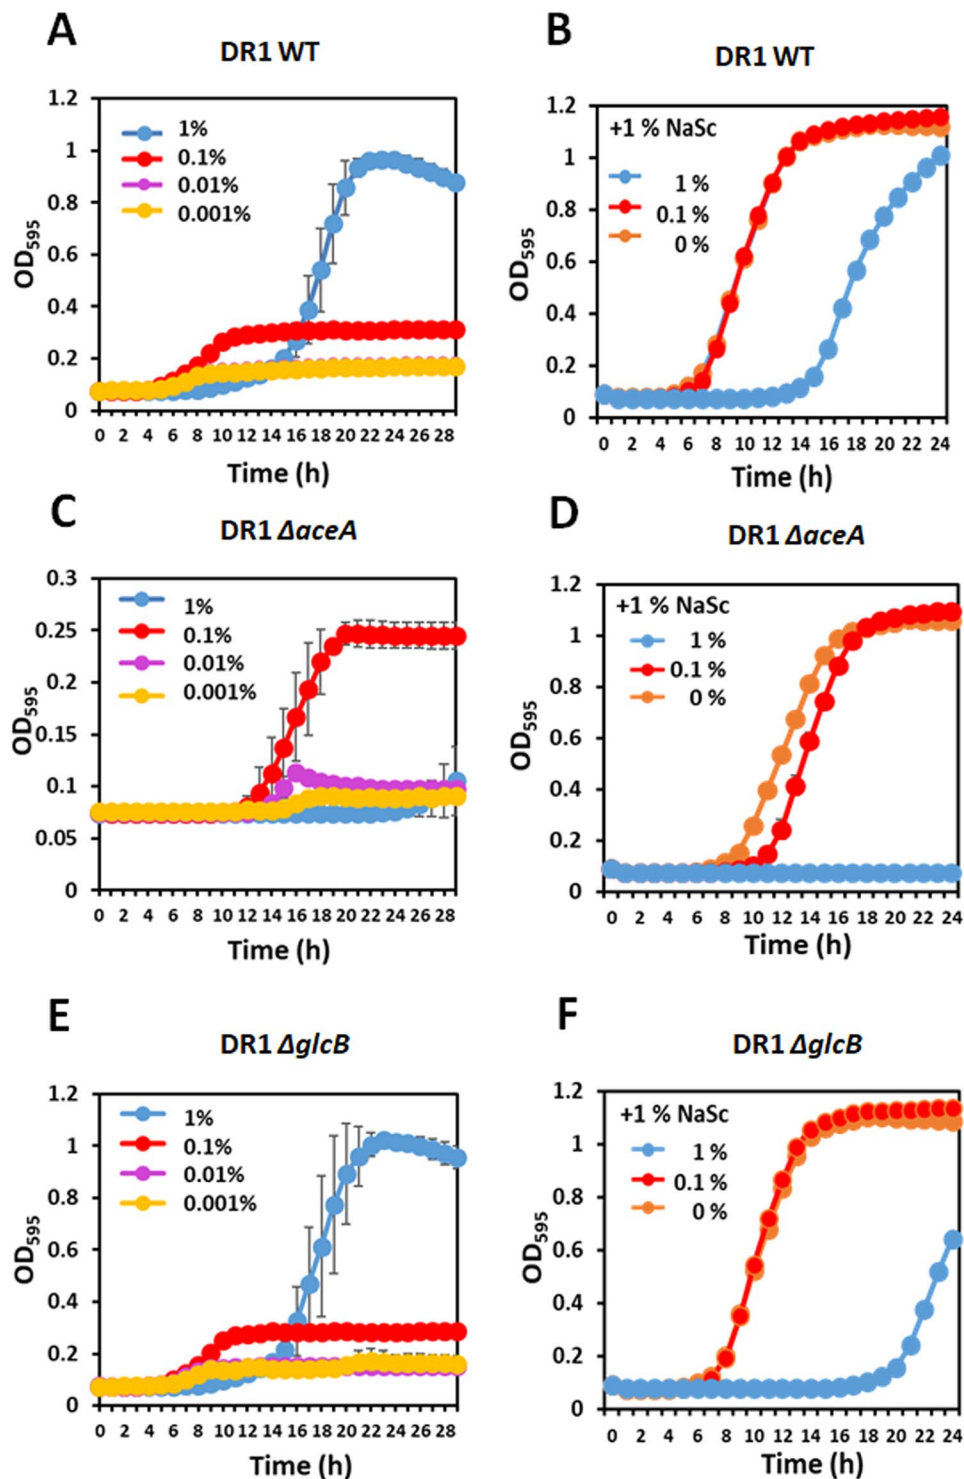 A
DR1 WT
OD595
1.2
1
0.8
0.6
0.4
0.2
0
1%
0.1%
0.01%
0.001%
0 2 4 6 8 10 12 14 16 18 20 22 24 26 28
Time (h)
B
DR1 WT
OD595
1.2
1
0.8
0.6
0.4
0.2
0
+1 % NaSc
1 %
0.1 %
0 %
0 2 4 6 8 10 12 14 16 18 20 22 24
Time (h)
C
DR1 ΔaceA
OD595
0.3
0.25
0.2
0.15
0.1
0.05
0
1%
0.1%
0.01%
0.001%
0 2 4 6 8 10 12 14 16 18 20 22 24 26 28
Time (h)
D
DR1 ΔaceA
OD595
1.2
1
0.8
0.6
0.4
0.2
0
+1 % NaSc
1 %
0.1 %
0 %
0 2 4 6 8 10 12 14 16 18 20 22 24
Time (h)
E
DR1 ΔglcB
OD595
1.2
1
0.8
0.6
0.4
0.2
0
1%
0.1%
0.01%
0.001%
0 2 4 6 8 10 12 14 16 18 20 22 24 26 28
Time (h)
F
DR1 ΔglcB
OD595
1.2
1
0.8
0.6
0.4
0.2
0
+1 % NaSc
1 %
0.1 %
0 %
0 2 4 6 8 10 12 14 16 18 20 22 24
Time (h)